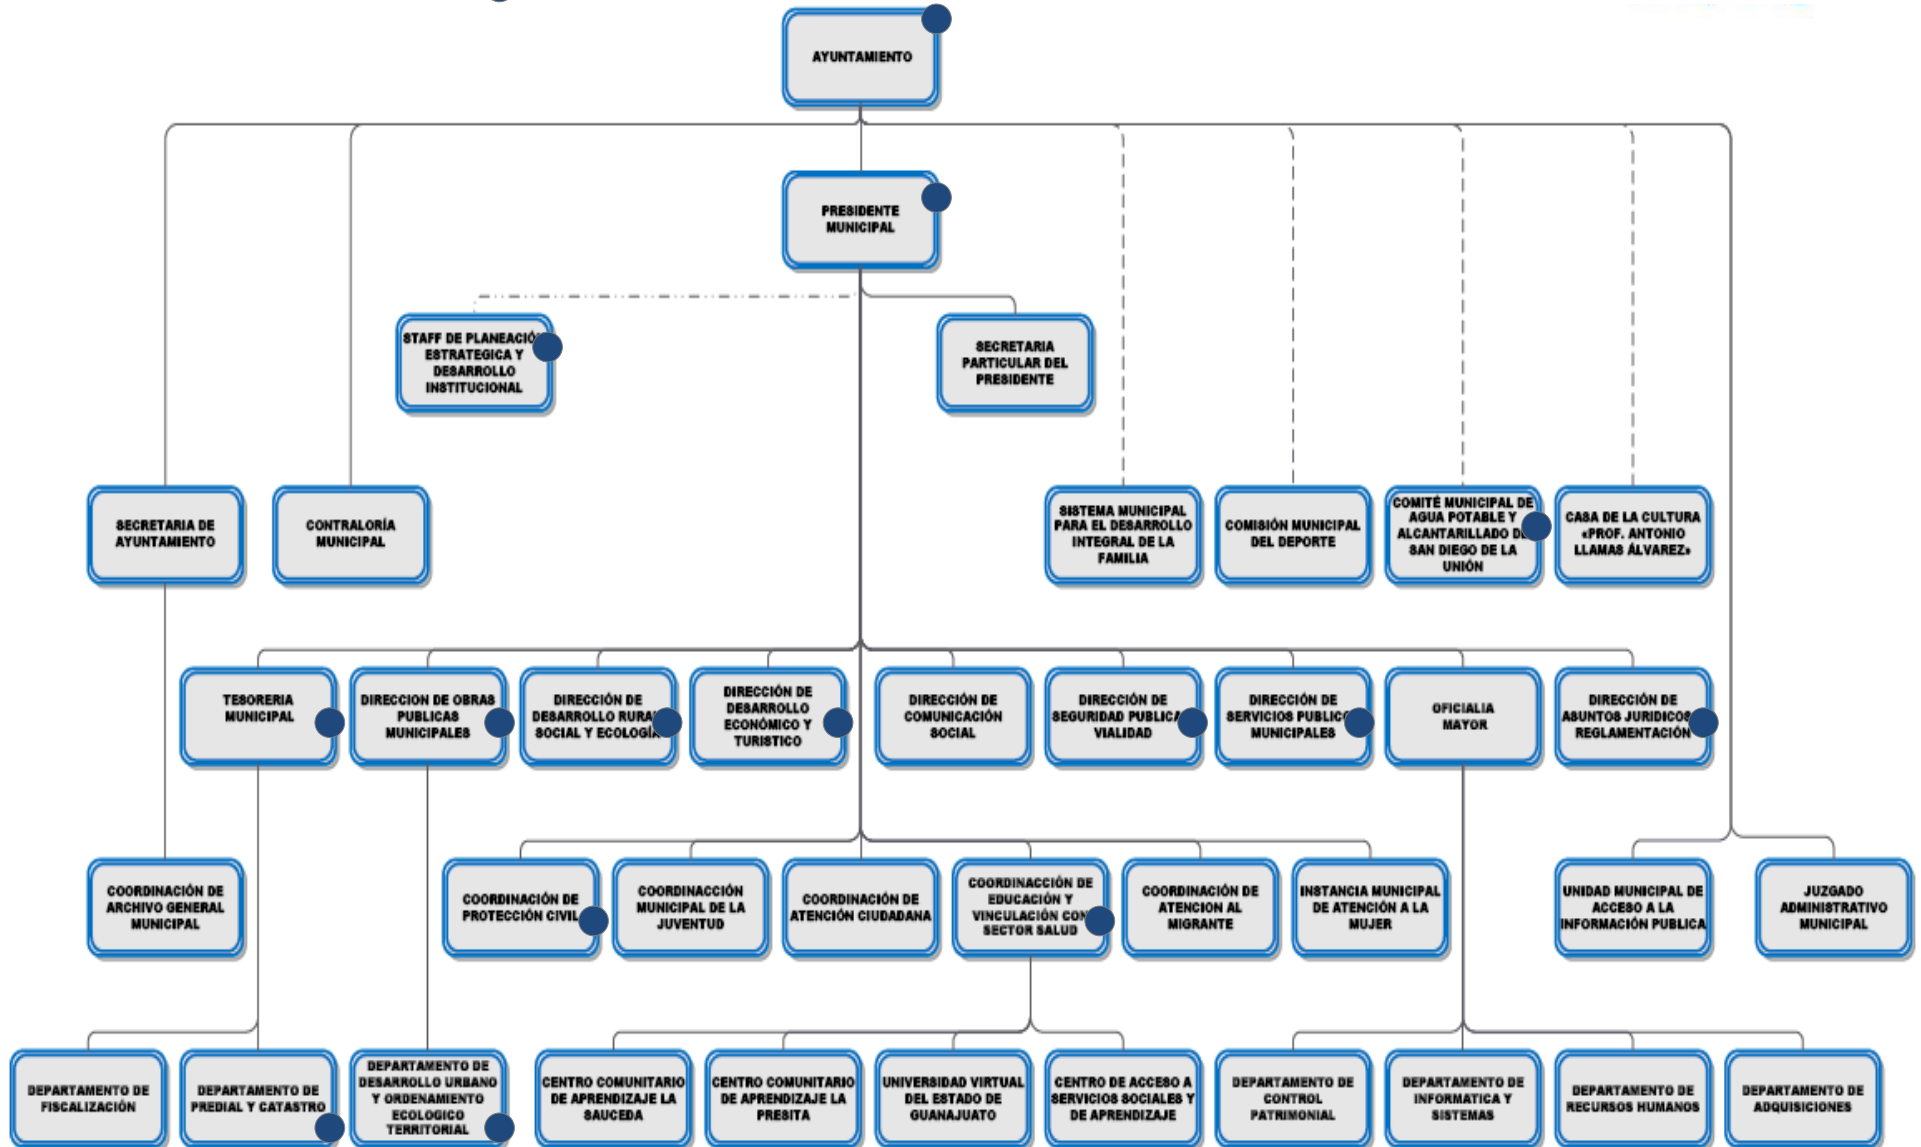 AYUNTAMIENTO
PRESIDENTE
MUNICIPAL
STAFF DE PLANEACIÓ
ESTRATEGICA Y
DESARROLLO
INSTITUCIONAL
SECRETARIA
PARTICULAR DEL
PRESIDENTE
SECRETARIA DE
AYUNTAMIENTO
CONTRALORÍA
MUNICIPAL
SISTEMA MUNICIPAL
PARA EL DESARROLLO
INTEGRAL DE LA
FAMILIA
COMISIÓN MUNICIPAL
DEL DEPORTE
COMITÉ MUNICIPAL DE
AGUA POTABLE Y
ALCANTARILLADO D
SAN DIEGO DE LA
UNIÓN
CASA DE LA CULTURA
«PROF. ANTONIO
LLAMAS ÁLVAREZ»
TESORERIA
MUNICIPAL
DIRECCION DE OBRAS
PUBLICAS
MUNICIPALES
DIRECCIÓN DE
DESARROLLO RURA
SOCIAL Y ECOLOGÍA
DIRECCIÓN DE
DESARROLLO
ECONÓMICO Y
TURISTICO
DIRECCIÓN DE
COMUNICACIÓN
SOCIAL
DIRECCIÓN DE
SEGURIDAD PUBLICA
VIALIDAD
DIRECCIÓN DE
SERVICIOS PUBLIC
MUNICIPALES
OFICIALIA
MAYOR
DIRECCIÓN DE
ASUNTOS JURIDICOS
REGLAMENTACIÓN
COORDINACIÓN DE
ARCHIVO GENERAL
MUNICIPAL
COORDINACIÓN DE
PROTECCIÓN CIVIL
COORDINACCIÓN
MUNICIPAL DE LA
JUVENTUD
COORDINACIÓN DE
ATENCIÓN CIUDADANA
COORDINACCIÓN DE
EDUCACIÓN Y
VINCULACIÓN CON
SECTOR SALUD
COORDINACIÓN DE
ATENCION AL
MIGRANTE
INSTANCIA MUNICIPAL
DE ATENCIÓN A LA
MUJER
UNIDAD MUNICIPAL DE
ACCESO A LA
INFORMACIÓN PUBLICA
JUZGADO
ADMINISTRATIVO
MUNICIPAL
DEPARTAMENTO DE
FISCALIZACIÓN
DEPARTAMENTO DE
PREDIAL Y CATASTRO
DEPARTAMENTO DE
DESARROLLO URBANO
Y ORDENAMIENTO
ECOLOGICO
TERRITORIAL
CENTRO COMUNITARIO
DE APRENDIZAJE LA
SAUCEDA
CENTRO COMUNITARIO
DE APRENDIZAJE LA
PRESITA
UNIVERSIDAD VIRTUAL
DEL ESTADO DE
GUANAJUATO
CENTRO DE ACCESO A
SERVICIOS SOCIALES Y
DE APRENDIZAJE
DEPARTAMENTO DE
CONTROL
PATRIMONIAL
DEPARTAMENTO DE
INFORMATICA Y
SISTEMAS
DEPARTAMENTO DE
RECURSOS HUMANOS
DEPARTAMENTO DE
ADQUISICIONES